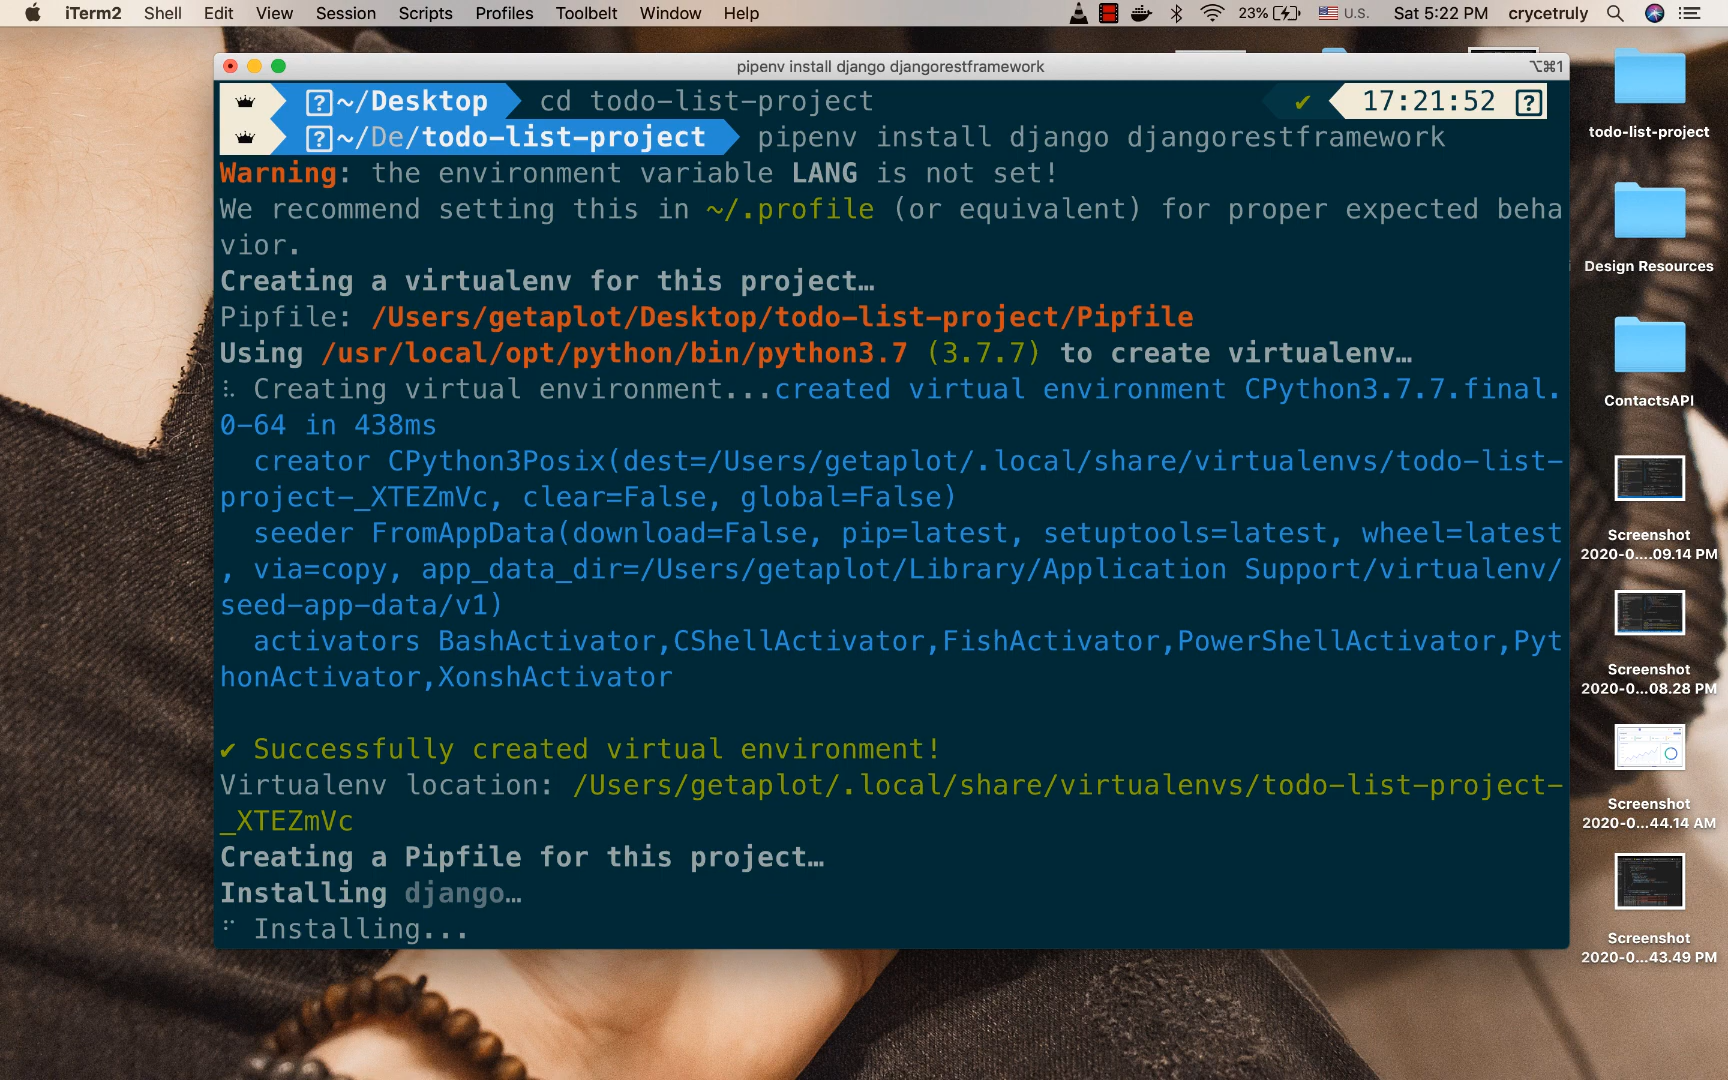 iTerm2 Shell Edit View Session Scripts Profiles Toolbelt Window Help 23% U.S. Sat 5:22 PM crycetruly
pipenv install django djangorestframework ⌥⌘1
~/Desktop cd todo-list-project ✔ 17:21:52
~/De/todo-list-project pipenv install django djangorestframework
Warning: the environment variable LANG is not set!
We recommend setting this in ~/.profile (or equivalent) for proper expected beha
vior.
Creating a virtualenv for this project…
Pipfile: /Users/getaplot/Desktop/todo-list-project/Pipfile
Using /usr/local/opt/python/bin/python3.7 (3.7.7) to create virtualenv…
⠧ Creating virtual environment...created virtual environment CPython3.7.7.final.
0-64 in 438ms
creator CPython3Posix(dest=/Users/getaplot/.local/share/virtualenvs/todo-list-
project-_XTEZmVc, clear=False, global=False)
seeder FromAppData(download=False, pip=latest, setuptools=latest, wheel=latest
, via=copy, app_data_dir=/Users/getaplot/Library/Application Support/virtualenv/
seed-app-data/v1)
activators BashActivator,CShellActivator,FishActivator,PowerShellActivator,Pyt
honActivator,XonshActivator
✔ Successfully created virtual environment!
Virtualenv location: /Users/getaplot/.local/share/virtualenvs/todo-list-project-
_XTEZmVc
Creating a Pipfile for this project…
Installing django…
⠋ Installing...
todo-list-project
Design Resources
ContactsAPI
Screenshot
2020-0....09.14 PM
Screenshot
2020-0...08.28 PM
Screenshot
2020-0...44.14 AM
Screenshot
2020-0...43.49 PM